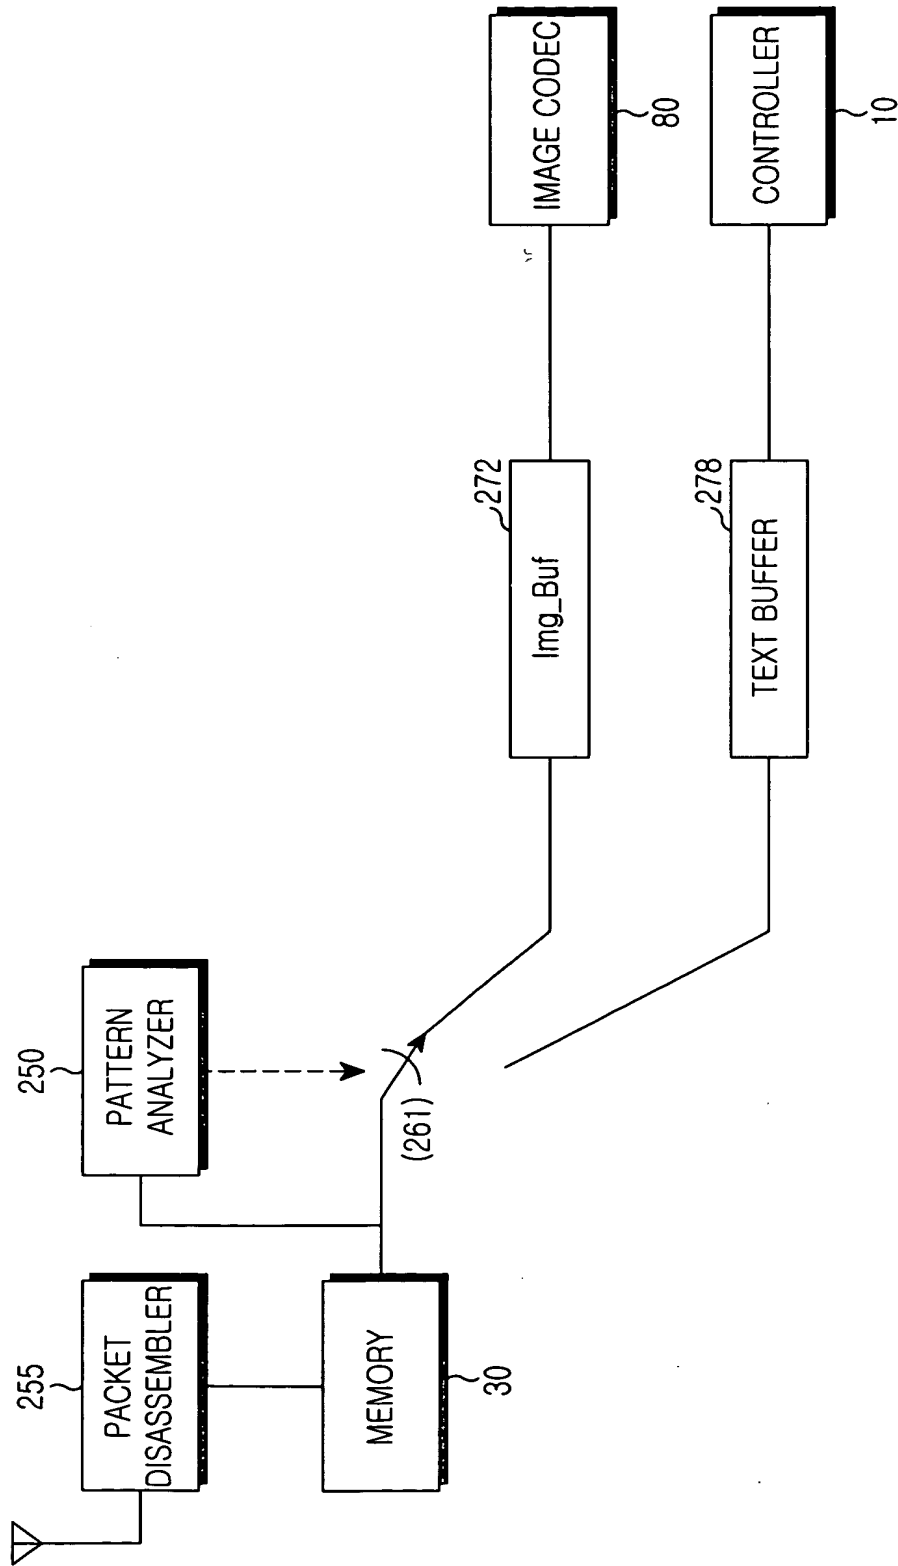 255
PACKET
DISASSEMBLER
MEMORY
30
250
PATTERN
ANALYZER
(261)
272
Img_Buf
278
TEXT BUFFER
IMAGE CODEC
80
CONTROLLER
10